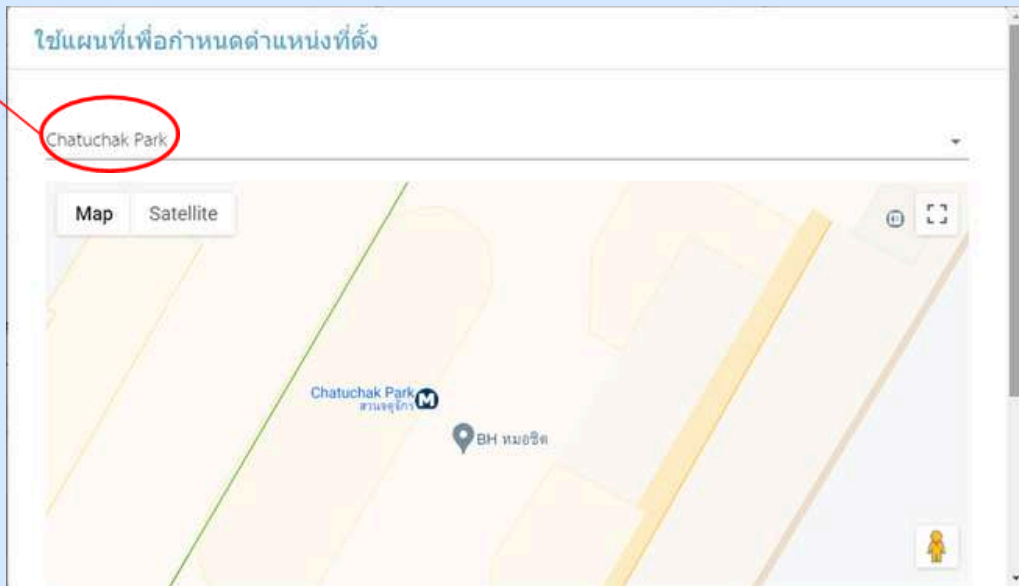 ใช้แผนที่เพื่อกำหนดตำแหน่งที่ตั้ง
Chatuchak Park
Map Satellite
Chatuchak Park
สวนจตุจักร
BH หมอชิต